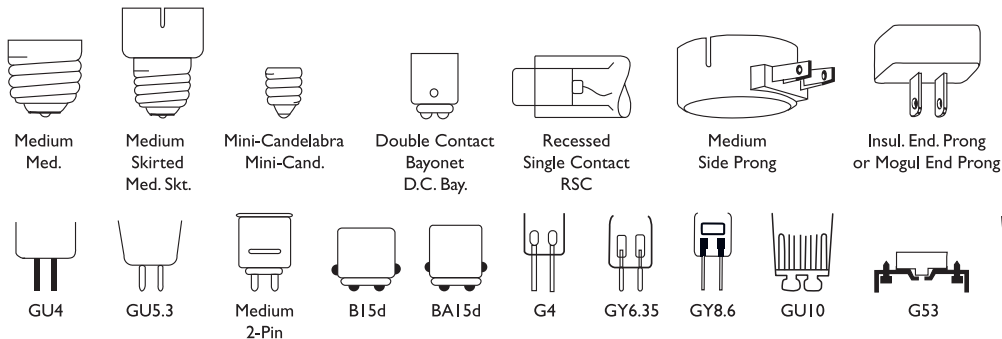 Medium
Med.
Medium
Skirted
Med. Skt.
Mini-Candelabra
Mini-Cand.
Double Contact
Bayonet
D.C. Bay.
Recessed
Single Contact
RSC
Medium
Side Prong
Insul. End. Prong
or Mogul End Prong
GU4
GU5.3
Medium
2-Pin
B15d
BA15d
G4
GY6.35
GY8.6
GU10
G53